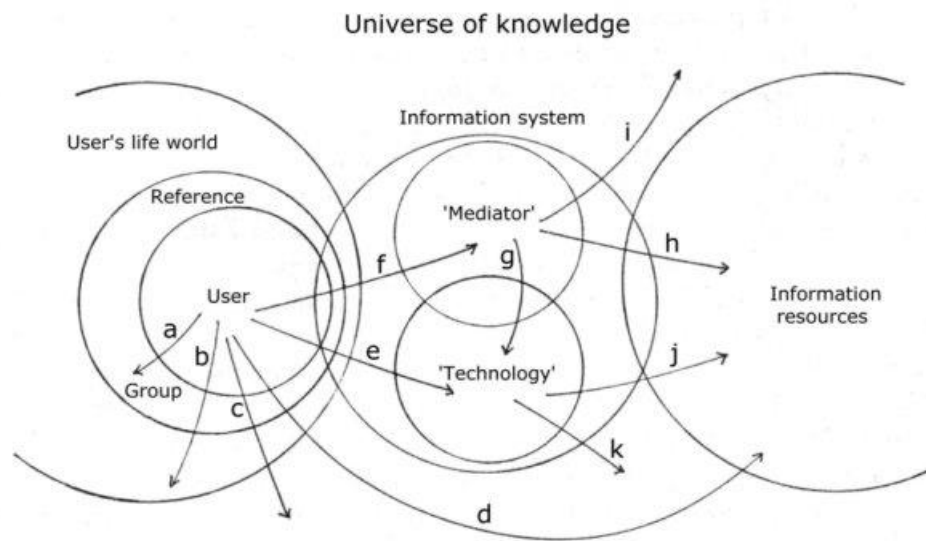 Universe of knowledge
i
Information system
User's life world
Reference
'Mediator'
h
f
g
User
Information
resources
a
b
e
j
'Technology'
Group
c
k
d